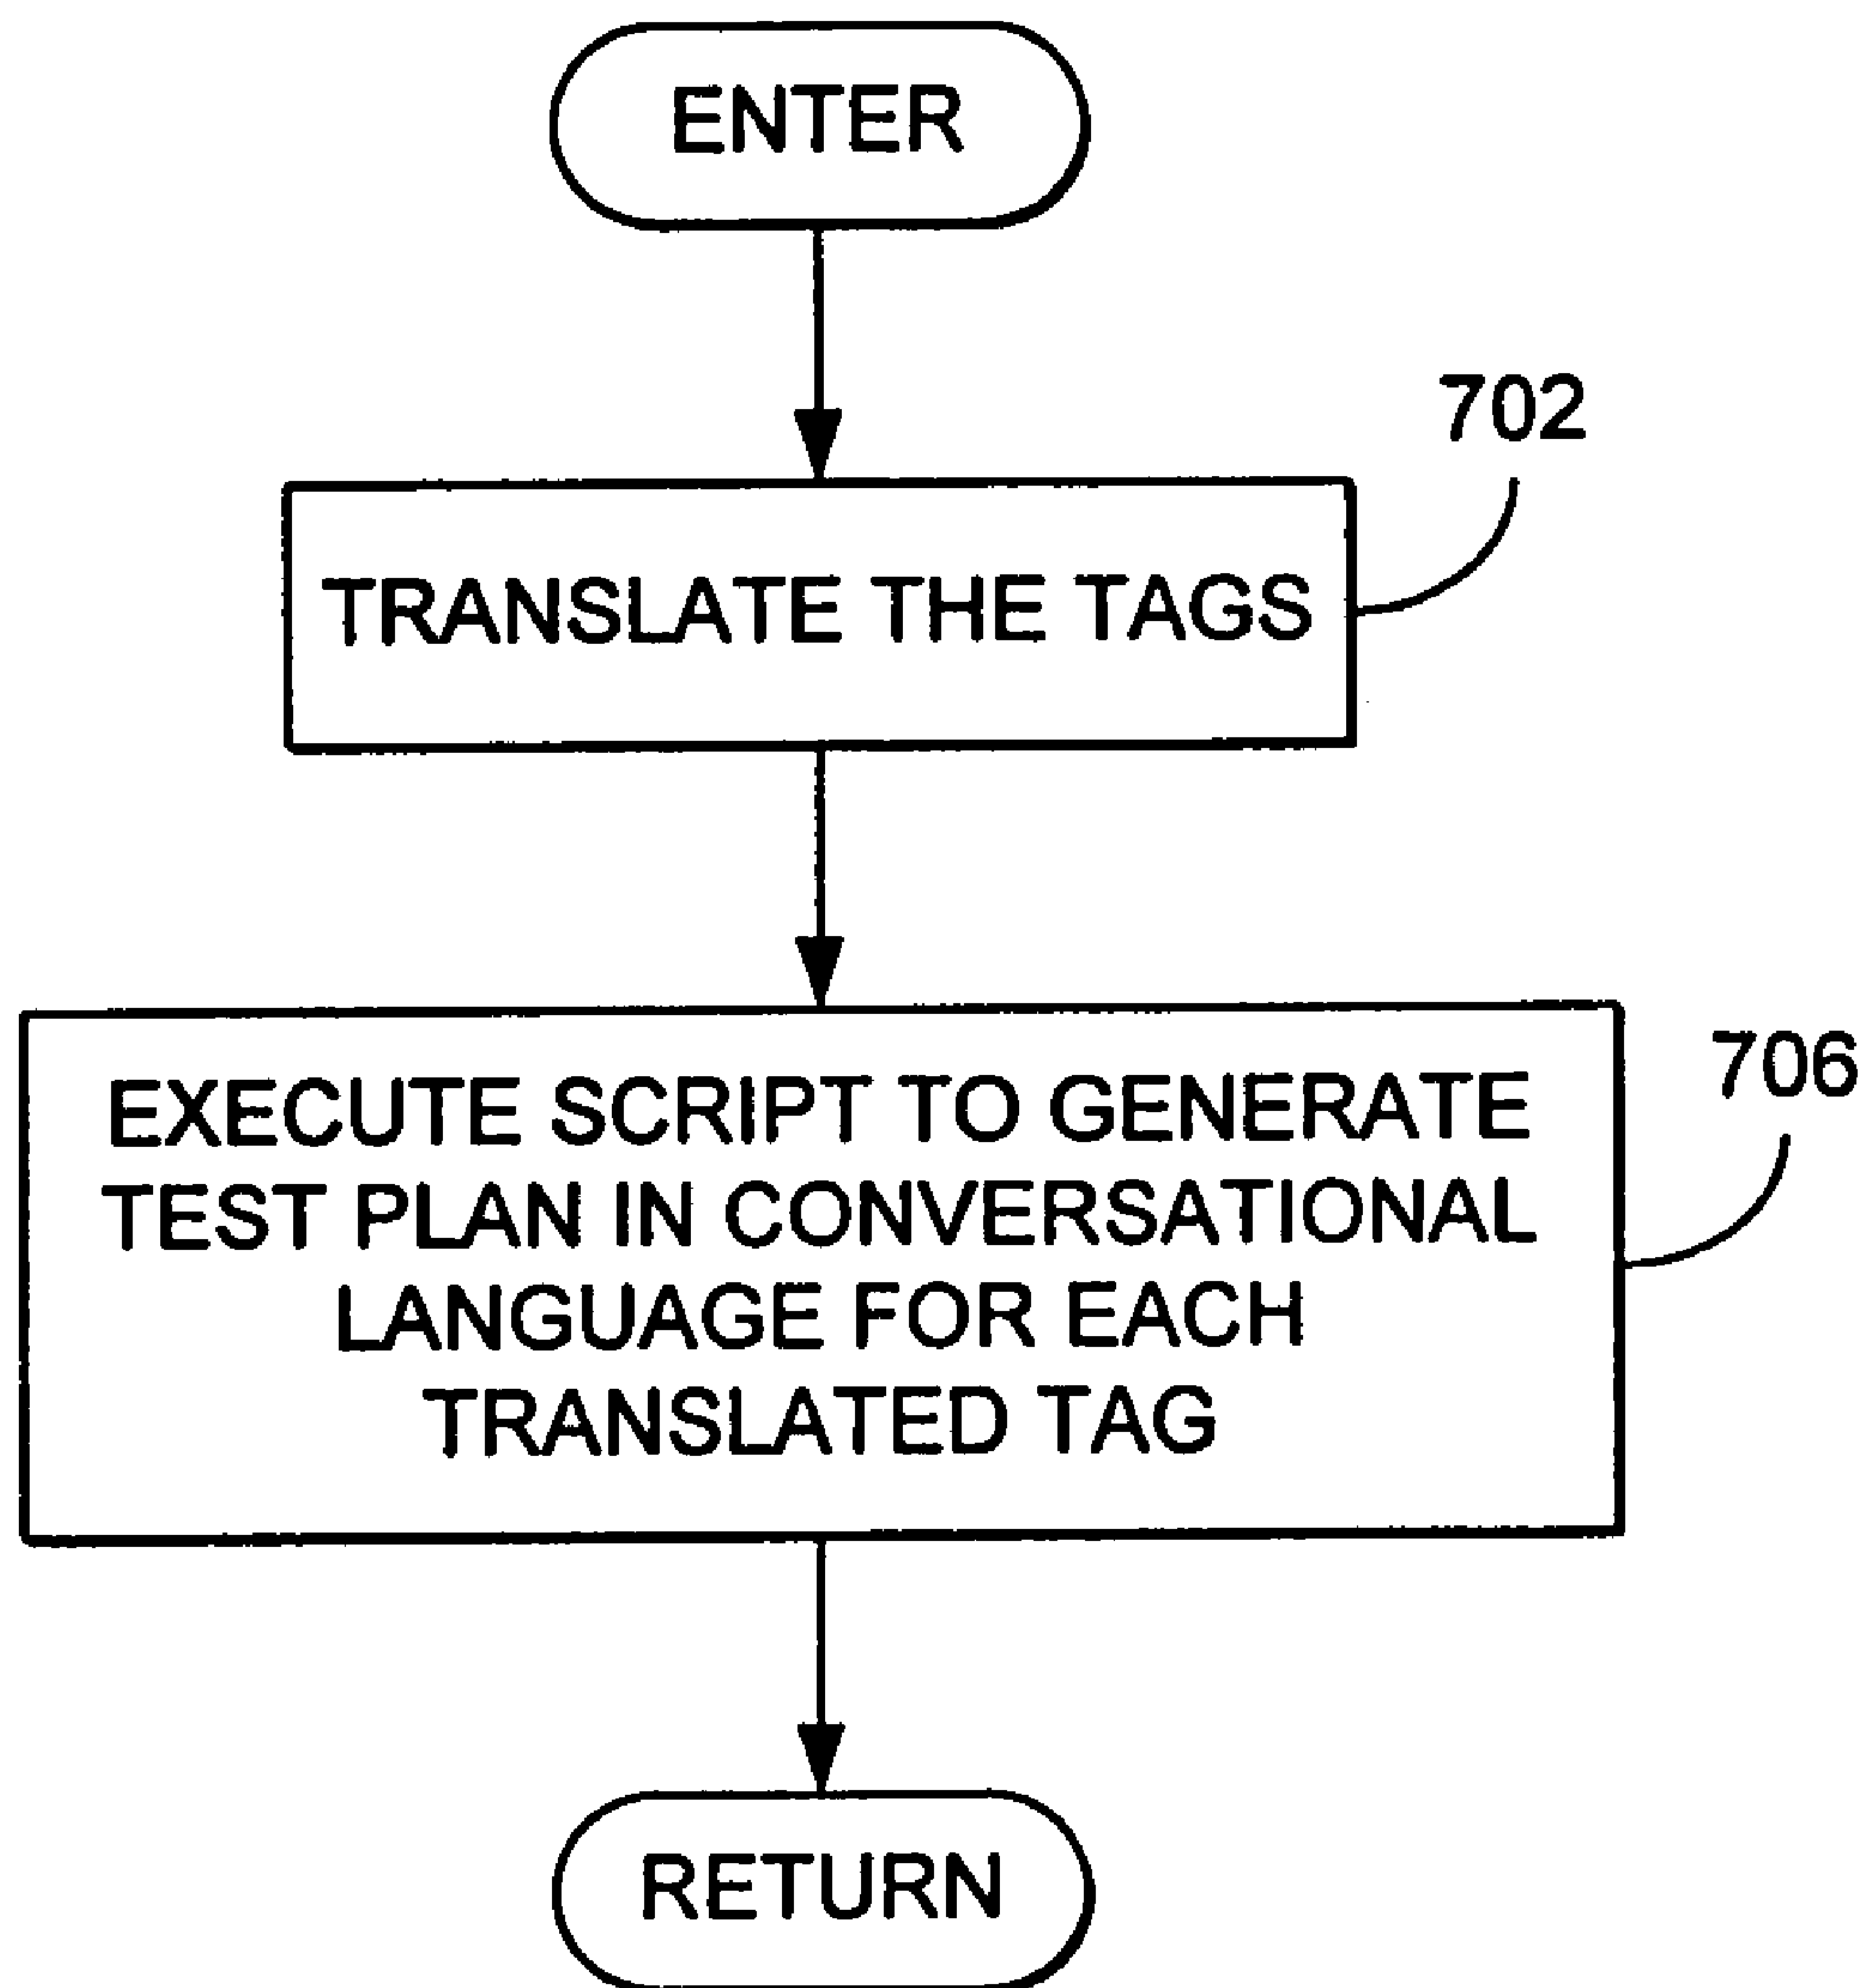 ENTER
702
TRANSLATE THE TAGS
706
EXECUTE SCRIPT TO GENERATE
TEST PLAN IN CONVERSATIONAL
LANGUAGE FOR EACH
TRANSLATED TAG
RETURN